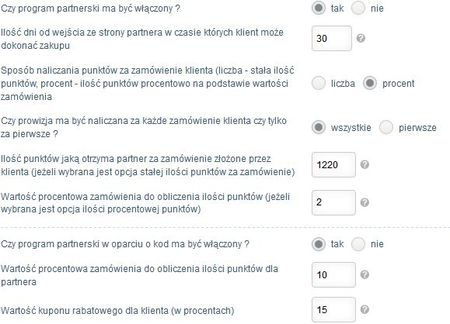 Czy program partnerski ma być włączony ? tak nie
Ilość dni od wejścia ze strony partnera w czasie których klient może
dokonać zakupu 30
Sposób naliczania punktów za zamówienie klienta (liczba - stała ilość
punktów, procent - ilość punktów procentowo na podstawie wartości
zamówienia liczba procent
Czy prowizja ma być naliczana za każde zamówienie klienta czy tylko
za pierwsze ? wszystkie pierwsze
Ilość punktów jaką otrzyma partner za zamówienie złożone przez
klienta (jeżeli wybrana jest opcja stałej ilości punktów za zamówienie) 1220
Wartość procentowa zamówienia do obliczenia ilości punktów (jeżeli
wybrana jest opcja ilości procentowej punktów) 2
Czy program partnerski w oparciu o kod ma być włączony ? tak nie
Wartość procentowa zamówienia do obliczenia ilości punktów dla
partnera 10
Wartość kuponu rabatowego dla klienta (w procentach) 15